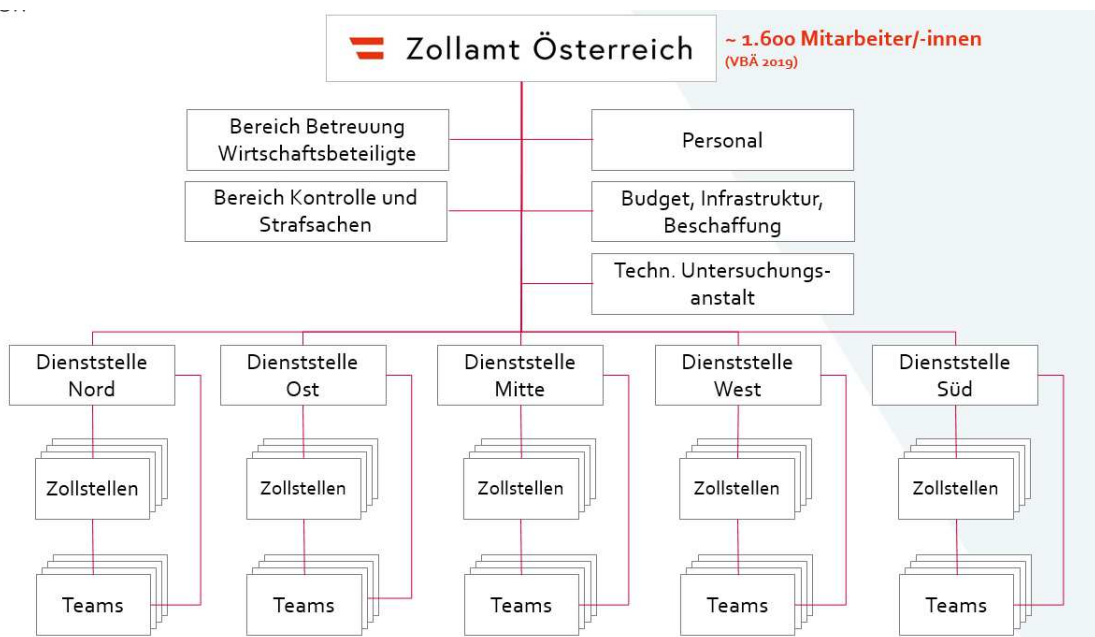 Zollamt Österreich
~ 1.600 Mitarbeiter/-innen
(VBÄ 2019)
Bereich Betreuung
Wirtschaftsbeteiligte
Personal
Bereich Kontrolle und
Strafsachen
Budget, Infrastruktur,
Beschaffung
Techn. Untersuchungs-
anstalt
Dienststelle
Nord
Dienststelle
Ost
Dienststelle
Mitte
Dienststelle
West
Dienststelle
Süd
Zollstellen
Zollstellen
Zollstellen
Zollstellen
Zollstellen
Teams
Teams
Teams
Teams
Teams